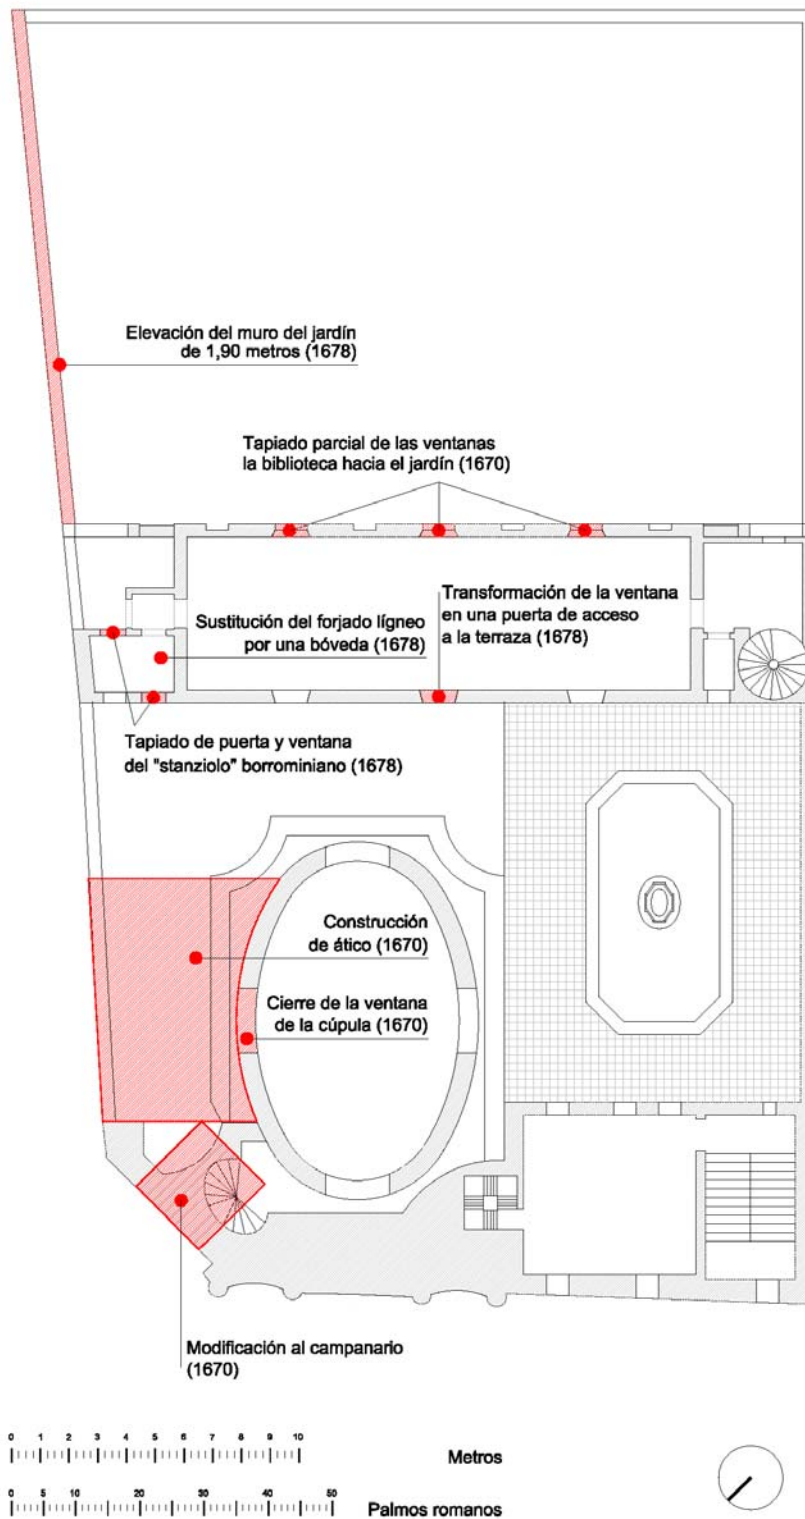 Elevación del muro del jardín
de 1,90 metros (1678)
Tapiado parcial de las ventanas
la biblioteca hacia el jardín (1670)
Transformación de la ventana
en una puerta de acceso
a la terraza (1678)
Sustitución del forjado lígneo
por una bóveda (1678)
Tapiado de puerta y ventana
del "stanziolo" borrominiano (1678)
Construcción
de ático (1670)
Cierre de la ventana
de la cúpula (1670)
Modificación al campanario
(1670)
0 1 2 3 4 5 6 7 8 9 10
Metros
0 5 10 20 30 40 50
Palmos romanos